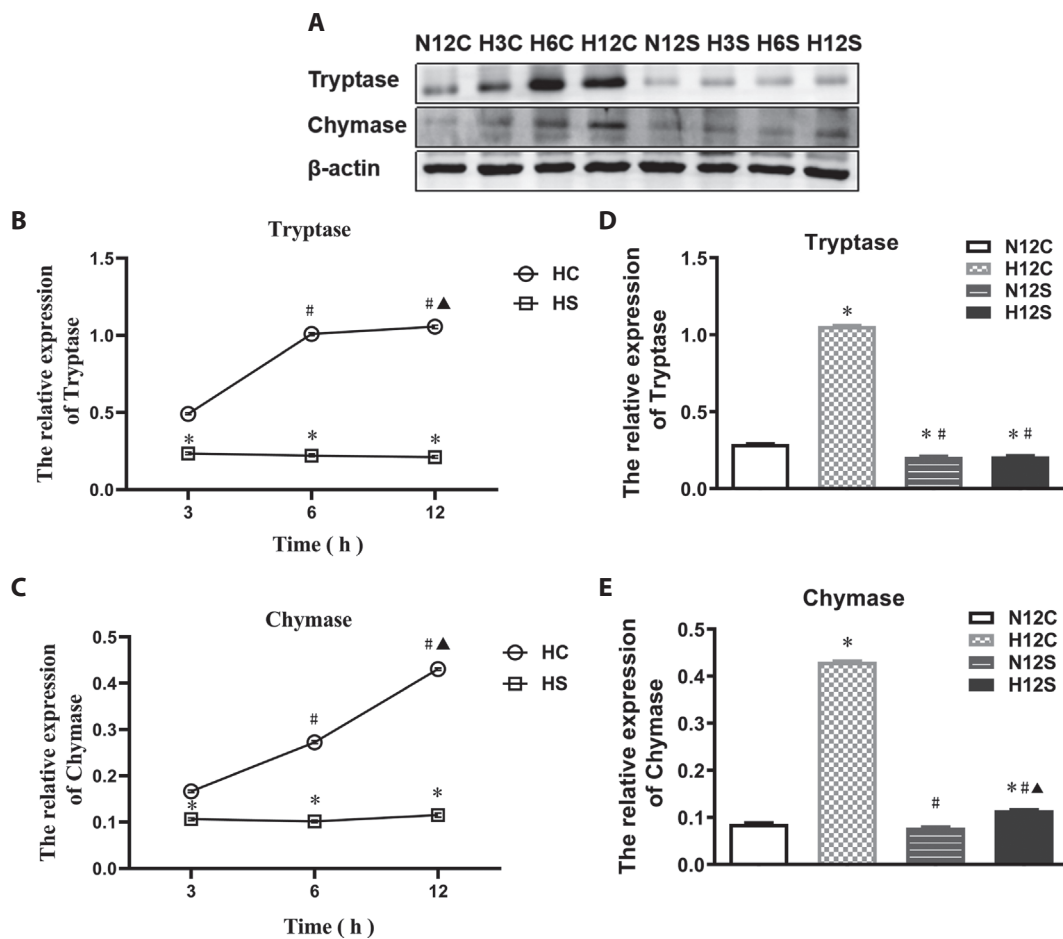 A
N12C H3C H6C H12C N12S H3S H6S H12S
Tryptase
Chymase
β-actin
B
Tryptase
The relative expression
of Tryptase
1.5
1.0
0.5
0.0
# 
# ▲
* * *
3 6 12
Time ( h )
HC
HS
D
Tryptase
The relative expression
of Tryptase
1.5
1.0
0.5
0.0
*
* #
* #
N12C
H12C
N12S
H12S
C
Chymase
The relative expression
of Chymase
0.5
0.4
0.3
0.2
0.1
0.0
# ▲
#
* * *
3 6 12
Time ( h )
HC
HS
E
Chymase
The relative expression
of Chymase
0.5
0.4
0.3
0.2
0.1
0.0
*
#
*#▲
N12C
H12C
N12S
H12S